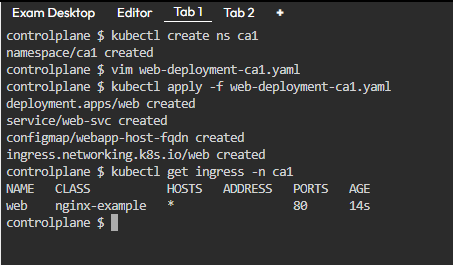 Exam Desktop Editor Tab 1 Tab 2 +
controlplane $ kubectl create ns ca1
namespace/ca1 created
controlplane $ vim web-deployment-ca1.yaml
controlplane $ kubectl apply -f web-deployment-ca1.yaml
deployment.apps/web created
service/web-svc created
configmap/webapp-host-fqdn created
ingress.networking.k8s.io/web created
controlplane $ kubectl get ingress -n ca1
NAME CLASS HOSTS ADDRESS PORTS AGE
web nginx-example * 80 14s
controlplane $